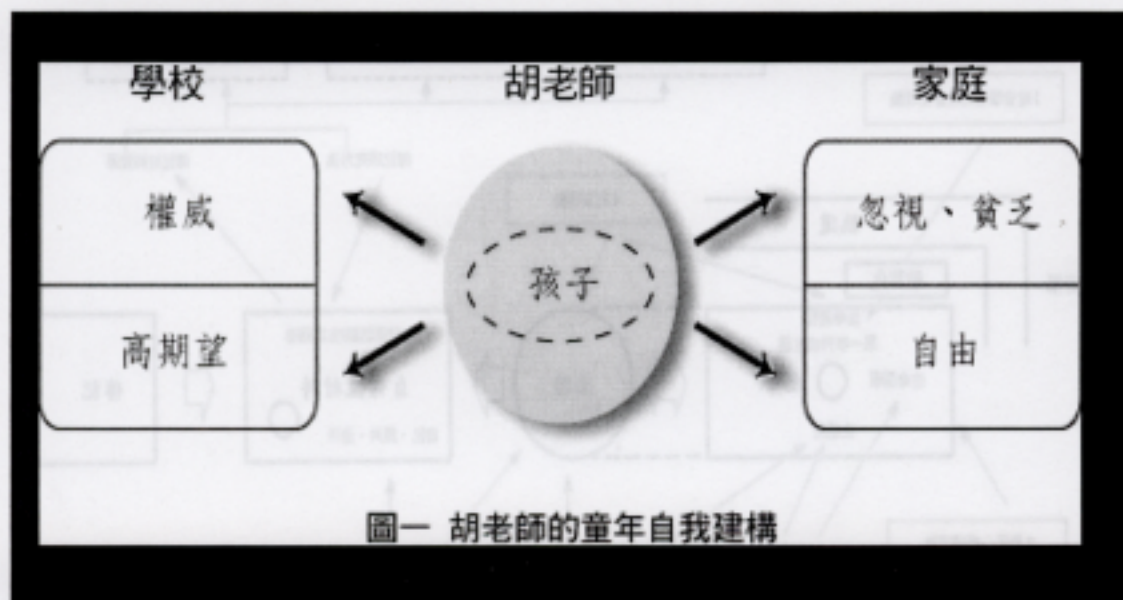 學校 胡老師 家庭
權威
高期望
孩子
忽視、貧乏
自由
圖一 胡老師的童年自我建構